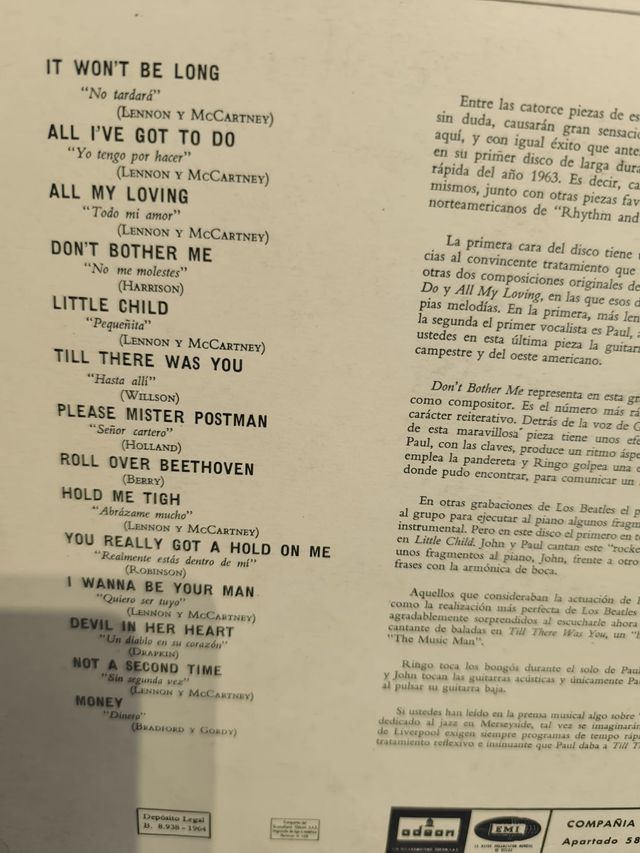 IT WON'T BE LONG
"No tardará"
(LENNON Y MCCARTNEY)
ALL I'VE GOT TO DO
"Yo tengo por hacer"
(LENNON Y MCCARTNEY)
ALL MY LOVING
"Todo mi amor"
(LENNON Y MCCARTNEY)
DON'T BOTHER ME
"No me molestes"
(HARRISON)
LITTLE CHILD
"Pequeñita"
(LENNON Y MCCARTNEY)
TILL THERE WAS YOU
"Hasta allí"
(WILLSON)
PLEASE MISTER POSTMAN
"Señor cartero"
(HOLLAND)
ROLL OVER BEETHOVEN
(BERRY)
HOLD ME TIGH
"Abrázame mucho"
(LENNON Y MCCARTNEY)
YOU REALLY GOT A HOLD ON ME
"Realmente estás dentro de mí"
(ROBINSON)
I WANNA BE YOUR MAN
"Quiero ser tuyo"
(LENNON Y MCCARTNEY)
DEVIL IN HER HEART
"Un diablo en su corazón"
(DRAPKIN)
NOT A SECOND TIME
"Sin segunda vez"
(LENNON Y MCCARTNEY)
MONEY
"Dinero"
(BRADFORD Y GORDY)
Entre las catorce piezas de es
sin duda, causarán gran sensació
aquí, y con igual éxito que ante
en su primer disco de larga dura
rápida del año 1963. Es decir, ca
mismos, junto con otras piezas fav
norteamericanos de "Rhythm and
La primera cara del disco tiene
cias al convincente tratamiento que
otras dos composiciones originales de
Do y All My Loving, en las que esos d
pias melodías. En la primera, más len
la segunda el primer vocalista es Paul, a
ustedes en esta última pieza la guitarr
campestre y del oeste americano.
Don't Bother Me representa en esta gr
como compositor. Es el número más rá
carácter reiterativo. Detrás de la voz de G
de esta maravillosa pieza tiene unos efe
Paul, con las claves, produce un ritmo áspe
emplea la pandereta y Ringo golpea una
donde pudo encontrar, para comunicar un
En otras grabaciones de Los Beatles el p
al grupo para ejecutar al piano algunos fragm
instrumental. Pero en este disco el primero en t
en Little Child. John y Paul cantan este "rocke
unos fragmentos al piano, John, frente a otro
frases con la armónica de boca.
Aquellos que consideraban la actuación de
como la realización más perfecta de Los Beatles
agradablemente sorprendidos al escucharle ahora
cantante de baladas en Till There Was You, un "
"The Music Man".
Ringo toca los bongós durante el solo de Paul
y John tocan las guitarras acústicas y únicamente Pau
al pulsar su guitarra baja.
Si ustedes han leído en la prensa musical algo sobre
dedicado al jazz en Merseyside, tal vez se imaginarán
de Liverpool exigen siempre programas de tempo rápi
tratamiento reflexivo e insinuante que Paul daba a Till T
Depósito Legal
B. 8.938 - 1964
odeon
EMI
COMPAÑIA
Apartado 58